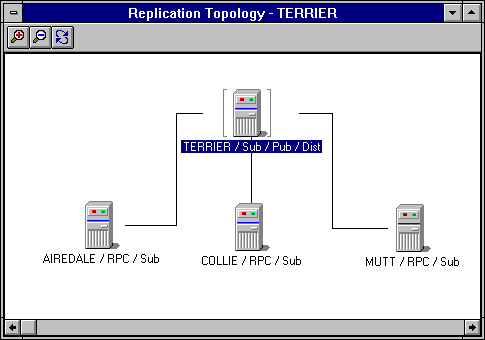 Replication Topology - TERRIER
TERRIER / Sub / Pub / Dist
AIREDALE / RPC / Sub
COLLIE / RPC / Sub
MUTT / RPC / Sub